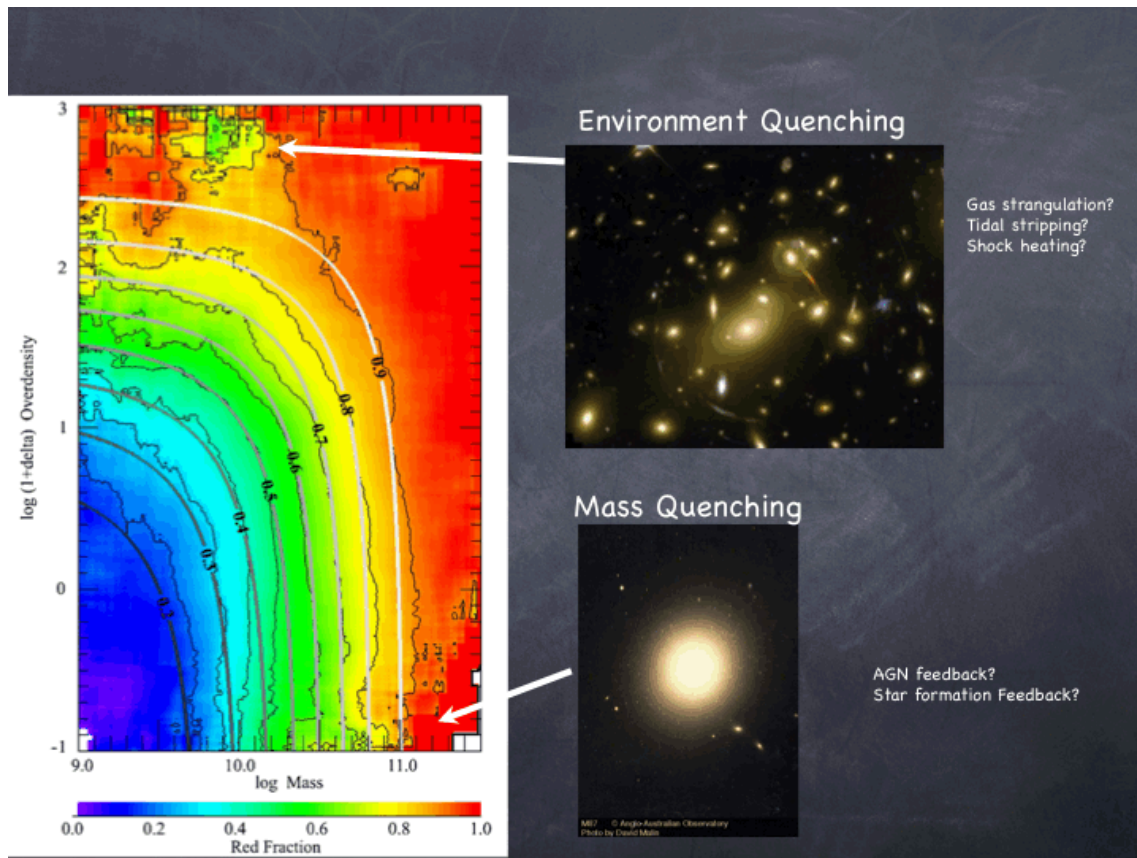 Environment Quenching
Gas strangulation?
Tidal stripping?
Shock heating?
Mass Quenching
AGN feedback?
Star formation Feedback?
M87 © Anglo-Australian Observatory
Photo by David Malin
3
2
1
0
-1
log (1+delta) Overdensity
0.9
0.8
0.7
0.6
0.5
0.4
0.3
0.2
9.0 10.0 11.0
log Mass
0.0 0.2 0.4 0.6 0.8 1.0
Red Fraction